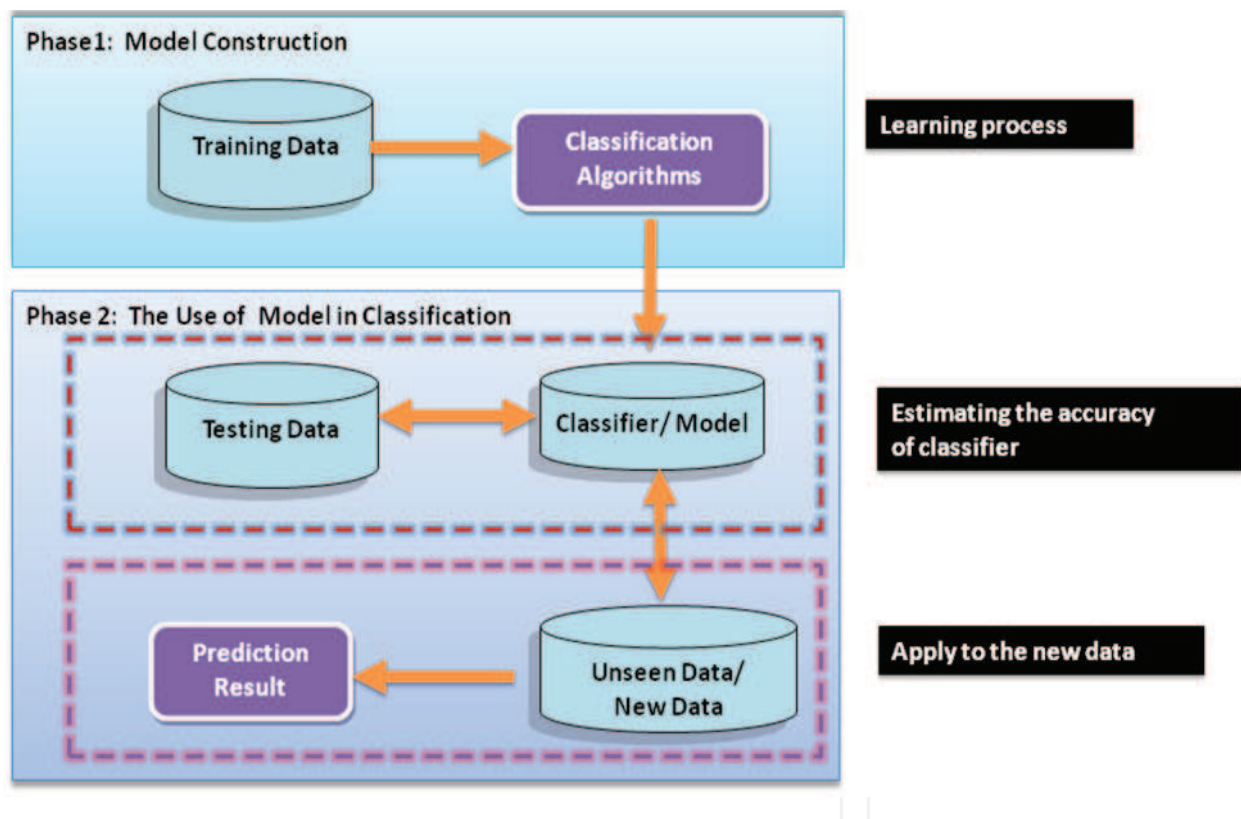 Phase1: Model Construction
Training Data
Classification
Algorithms
Learning process
Phase 2: The Use of Model in Classification
Testing Data
Classifier/ Model
Estimating the accuracy
of classifier
Prediction
Result
Unseen Data/
New Data
Apply to the new data